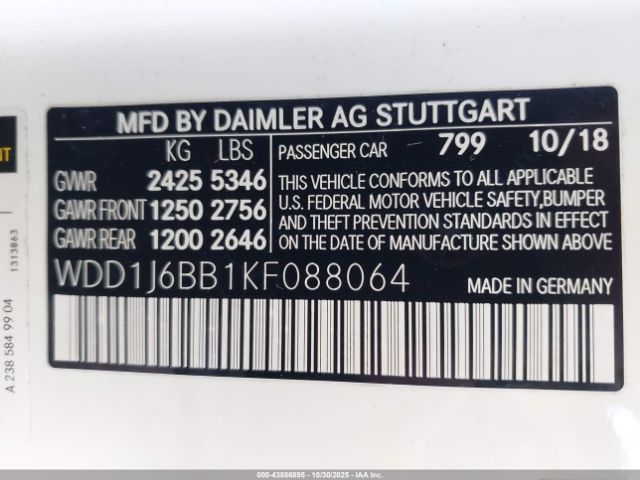 MFD BY DAIMLER AG STUTTGART
KG LBS
GVWR 2425 5346
GAWR FRONT 1250 2756
GAWR REAR 1200 2646
PASSENGER CAR 799 10/18
THIS VEHICLE CONFORMS TO ALL APPLICABLE
U.S. FEDERAL MOTOR VEHICLE SAFETY,BUMPER
AND THEFT PREVENTION STANDARDS IN EFFECT
ON THE DATE OF MANUFACTURE SHOWN ABOVE.
WDD1J6BB1KF088064
MADE IN GERMANY
1313863
A 238 584 99 04
000-43586895 - 10/30/2025 - IAA, Inc.